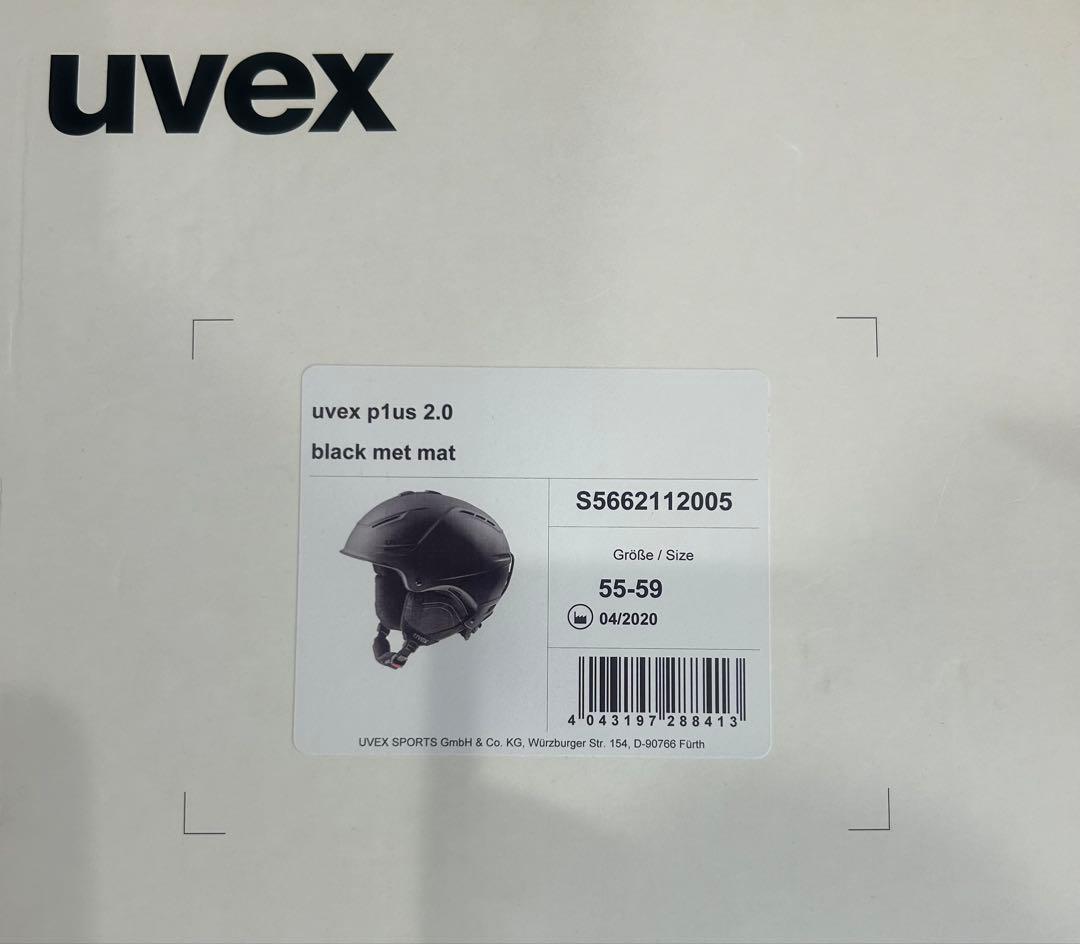 uvex
uvex p1us 2.0
black met mat
S5662112005
Größe / Size
55-59
04/2020
uvex
4 043197 288413
UVEX SPORTS GmbH & Co. KG, Würzburger Str. 154, D-90766 Fürth